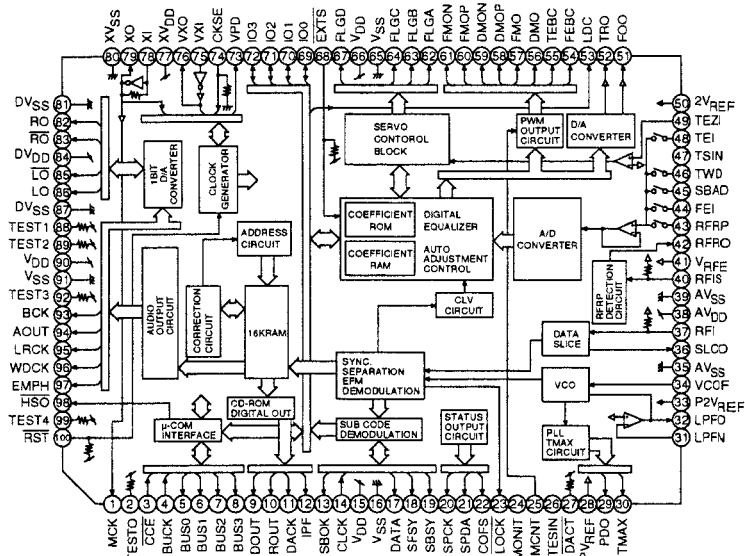 XVSS XO XI XVDD VXO VXI CKSE VPD IO3 IO2 IO1 IO0 EXTS FLGD VDD VSS FLGC FLGB FLGA FMON FMOP DMON DMOP FMO DMO TEBC FEBC LDC TRO FOO
80 79 78 77 76 75 74 73 72 71 70 69 68 67 66 65 64 63 62 61 60 59 58 57 56 55 54 53 52 51
DVSS 81
RO 82
RO 83
DVDD 84
LO 85
LO 86
DVSS 87
TEST1 88
TEST2 89
VDD 90
VSS 91
TEST3 92
BCK 93
AOUT 94
LRCK 95
WDCK 96
EMPH 97
HSO 98
TEST4 99
RST 100
1BIT D/A CONVERTER
CLOCK GENERATOR
SERVO CONTOROL BLOCK
PWM OUTPUT CIRCUIT
D/A CONVERTER
ADDRESS CIRCUIT
COEFFICIENT ROM
DIGITAL EQUALIZER
COEFFICIENT RAM
AUTO ADJUSTMENT CONTROL
A/D CONVERTER
RFRP DETECTION CIRCUIT
AUDIO OUTPUT CIRCUIT
CORRECTION CIRCUIT
16KRAM
CLV CIRCUIT
SYNC. SEPARATION EFM DEMODULATION
DATA SLICE
VCO
CD-ROM DIGITAL OUT
μ-COM INTERFACE
SUB CODE DEMODULATION
STATUS OUTPUT CIRCUIT
PLL TMAX CIRCUIT
50 2VREF
49 TEZI
48 TEI
47 TSIN
46 TWD
45 SBAD
44 FEI
43 RFRP
42 RFRO
41 VRFE
40 RFIS
39 AVSS
38 AVDD
37 RFI
36 SLCO
35 AVSS
34 VCOF
33 P2VREF
32 LPFO
31 LPFN
1 2 3 4 5 6 7 8 9 10 11 12 13 14 15 16 17 18 19 20 21 22 23 24 25 26 27 28 29 30
MCK TESTO CCE BUCK BUS0 BUS1 BUS2 BUS3 DOUT ROUT DACK IPF SBOK CLCK VDD VSS DATA SFSY SBSY SPCK SPDA COFS LOCK MONIT MCNT TESIN DACT PVREF PDO TMAX